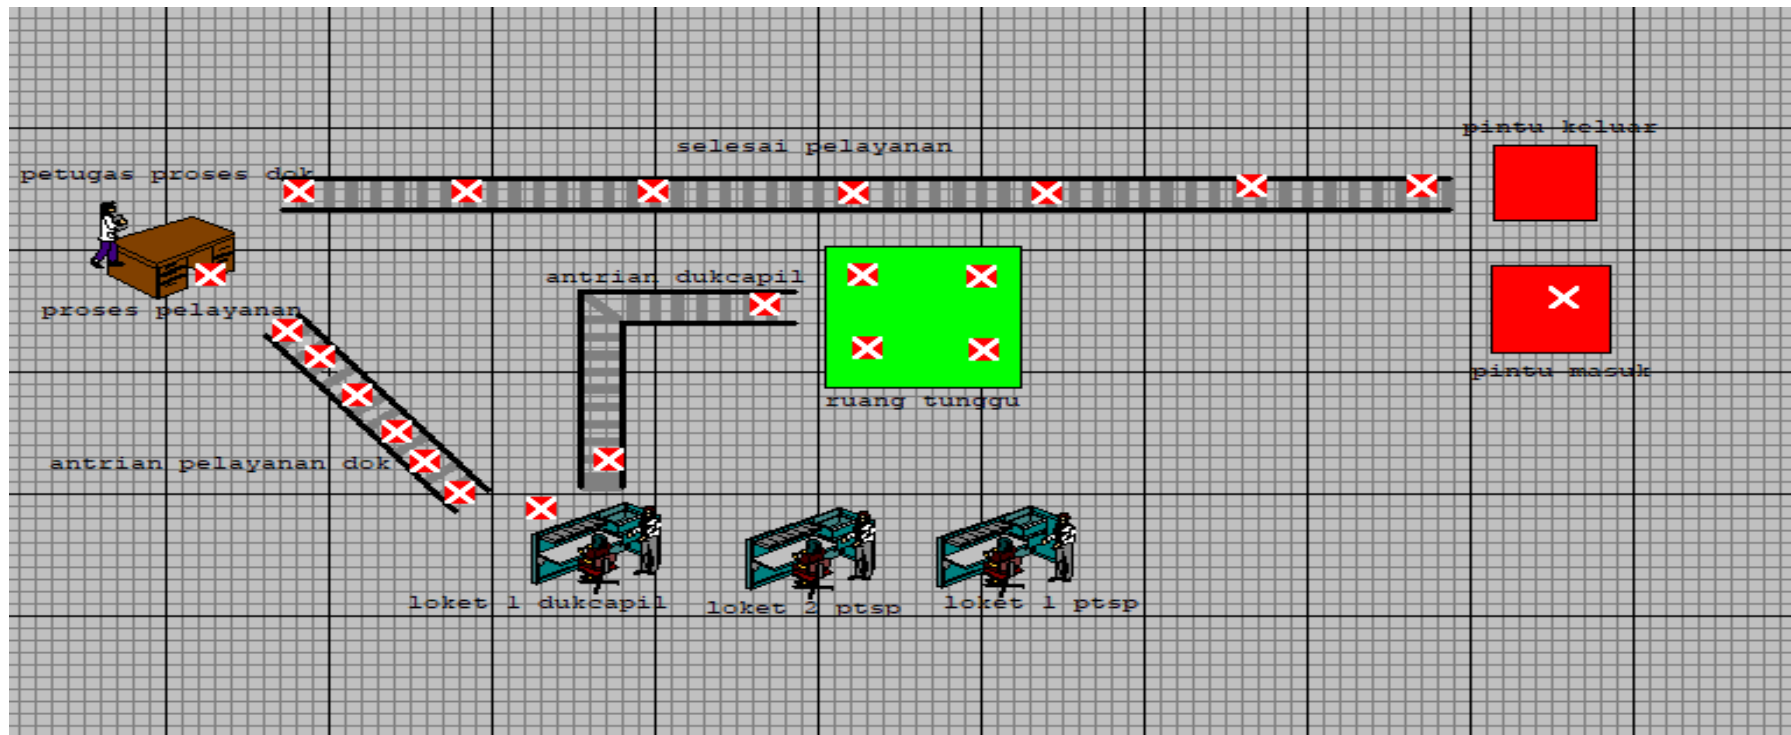 pintu keluar
selesai pelayanan
petugas proses dok
antrian dukcapil
proses pelayanan
pintu masuk
ruang tunggu
antrian pelayanan dok
loket 1 dukcapil
loket 2 ptsp
loket 1 ptsp